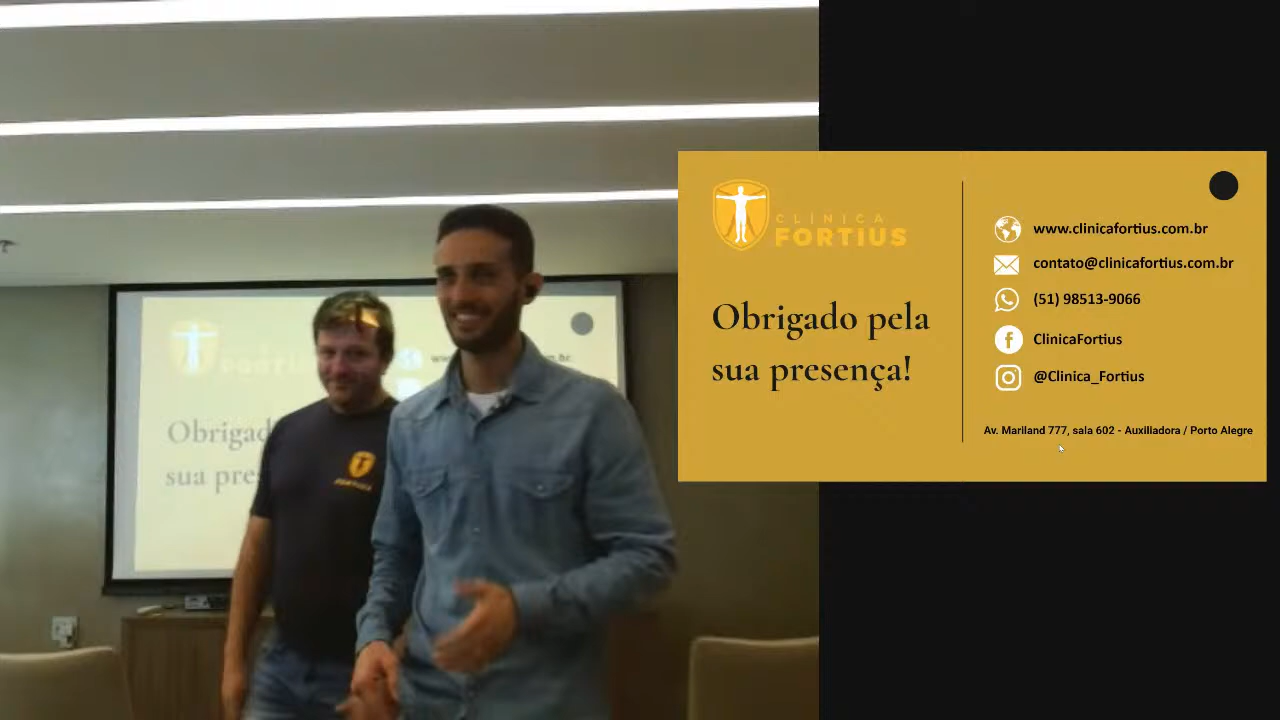 CLÍNICA
FORTIUS
Obrigado pela
sua presença!
www.clinicafortius.com.br
contato@clinicafortius.com.br
(51) 98513-9066
ClinicaFortius
@Clinica_Fortius
Av. Mariland 777, sala 602 - Auxiliadora / Porto Alegre
Obrigad
sua pre